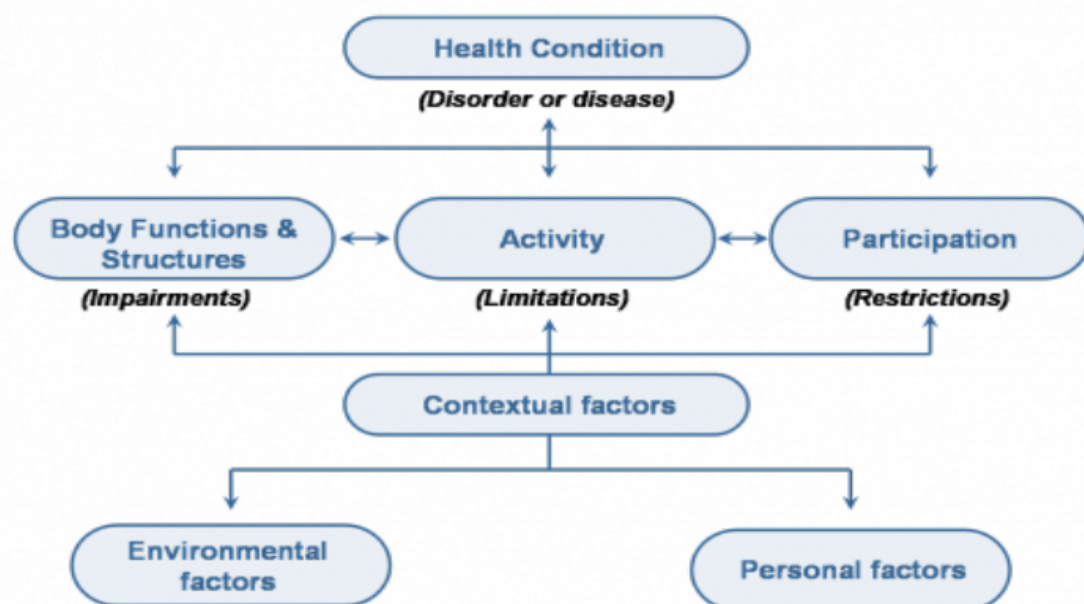 Health Condition
(Disorder or disease)
Body Functions &
Structures
(Impairments)
Activity
(Limitations)
Participation
(Restrictions)
Contextual factors
Environmental
factors
Personal factors